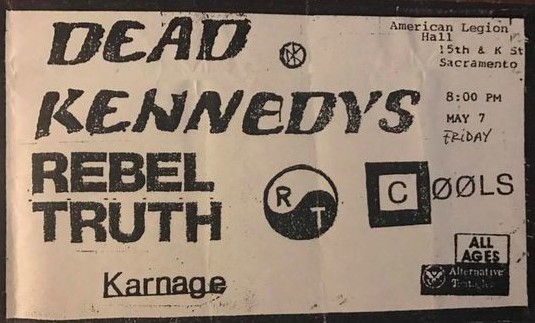 DEAD
KENNEDYS
American Legion
Hall
15th & K St
Sacramento
8:00 PM
MAY 7
FRiDAY
REBEL
TRUTH
R T
CØØLS
Karnage
ALL
AGES
Alternative
Tentacles